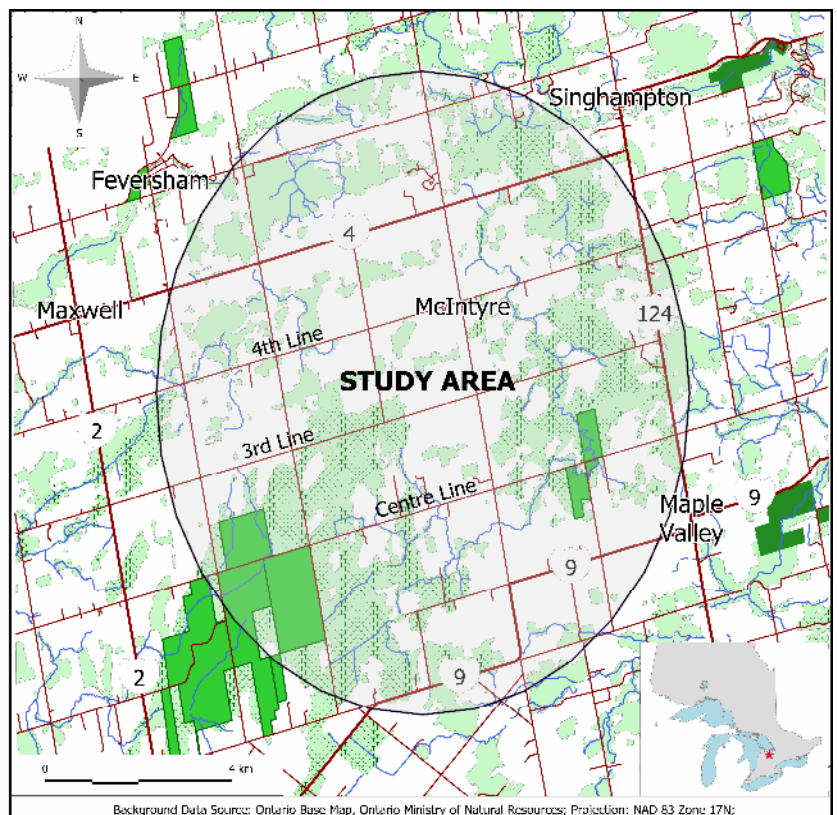 N
W E
S
Singhampton
Feversham
4
Maxwell
McIntyre
124
4th Line
STUDY AREA
2
3rd Line
Centre Line
Maple
Valley
9
9
2
9
0 4 km
Background Data Source: Ontario Base Map, Ontario Ministry of Natural Resources; Projection: NAD 83 Zone 17N;